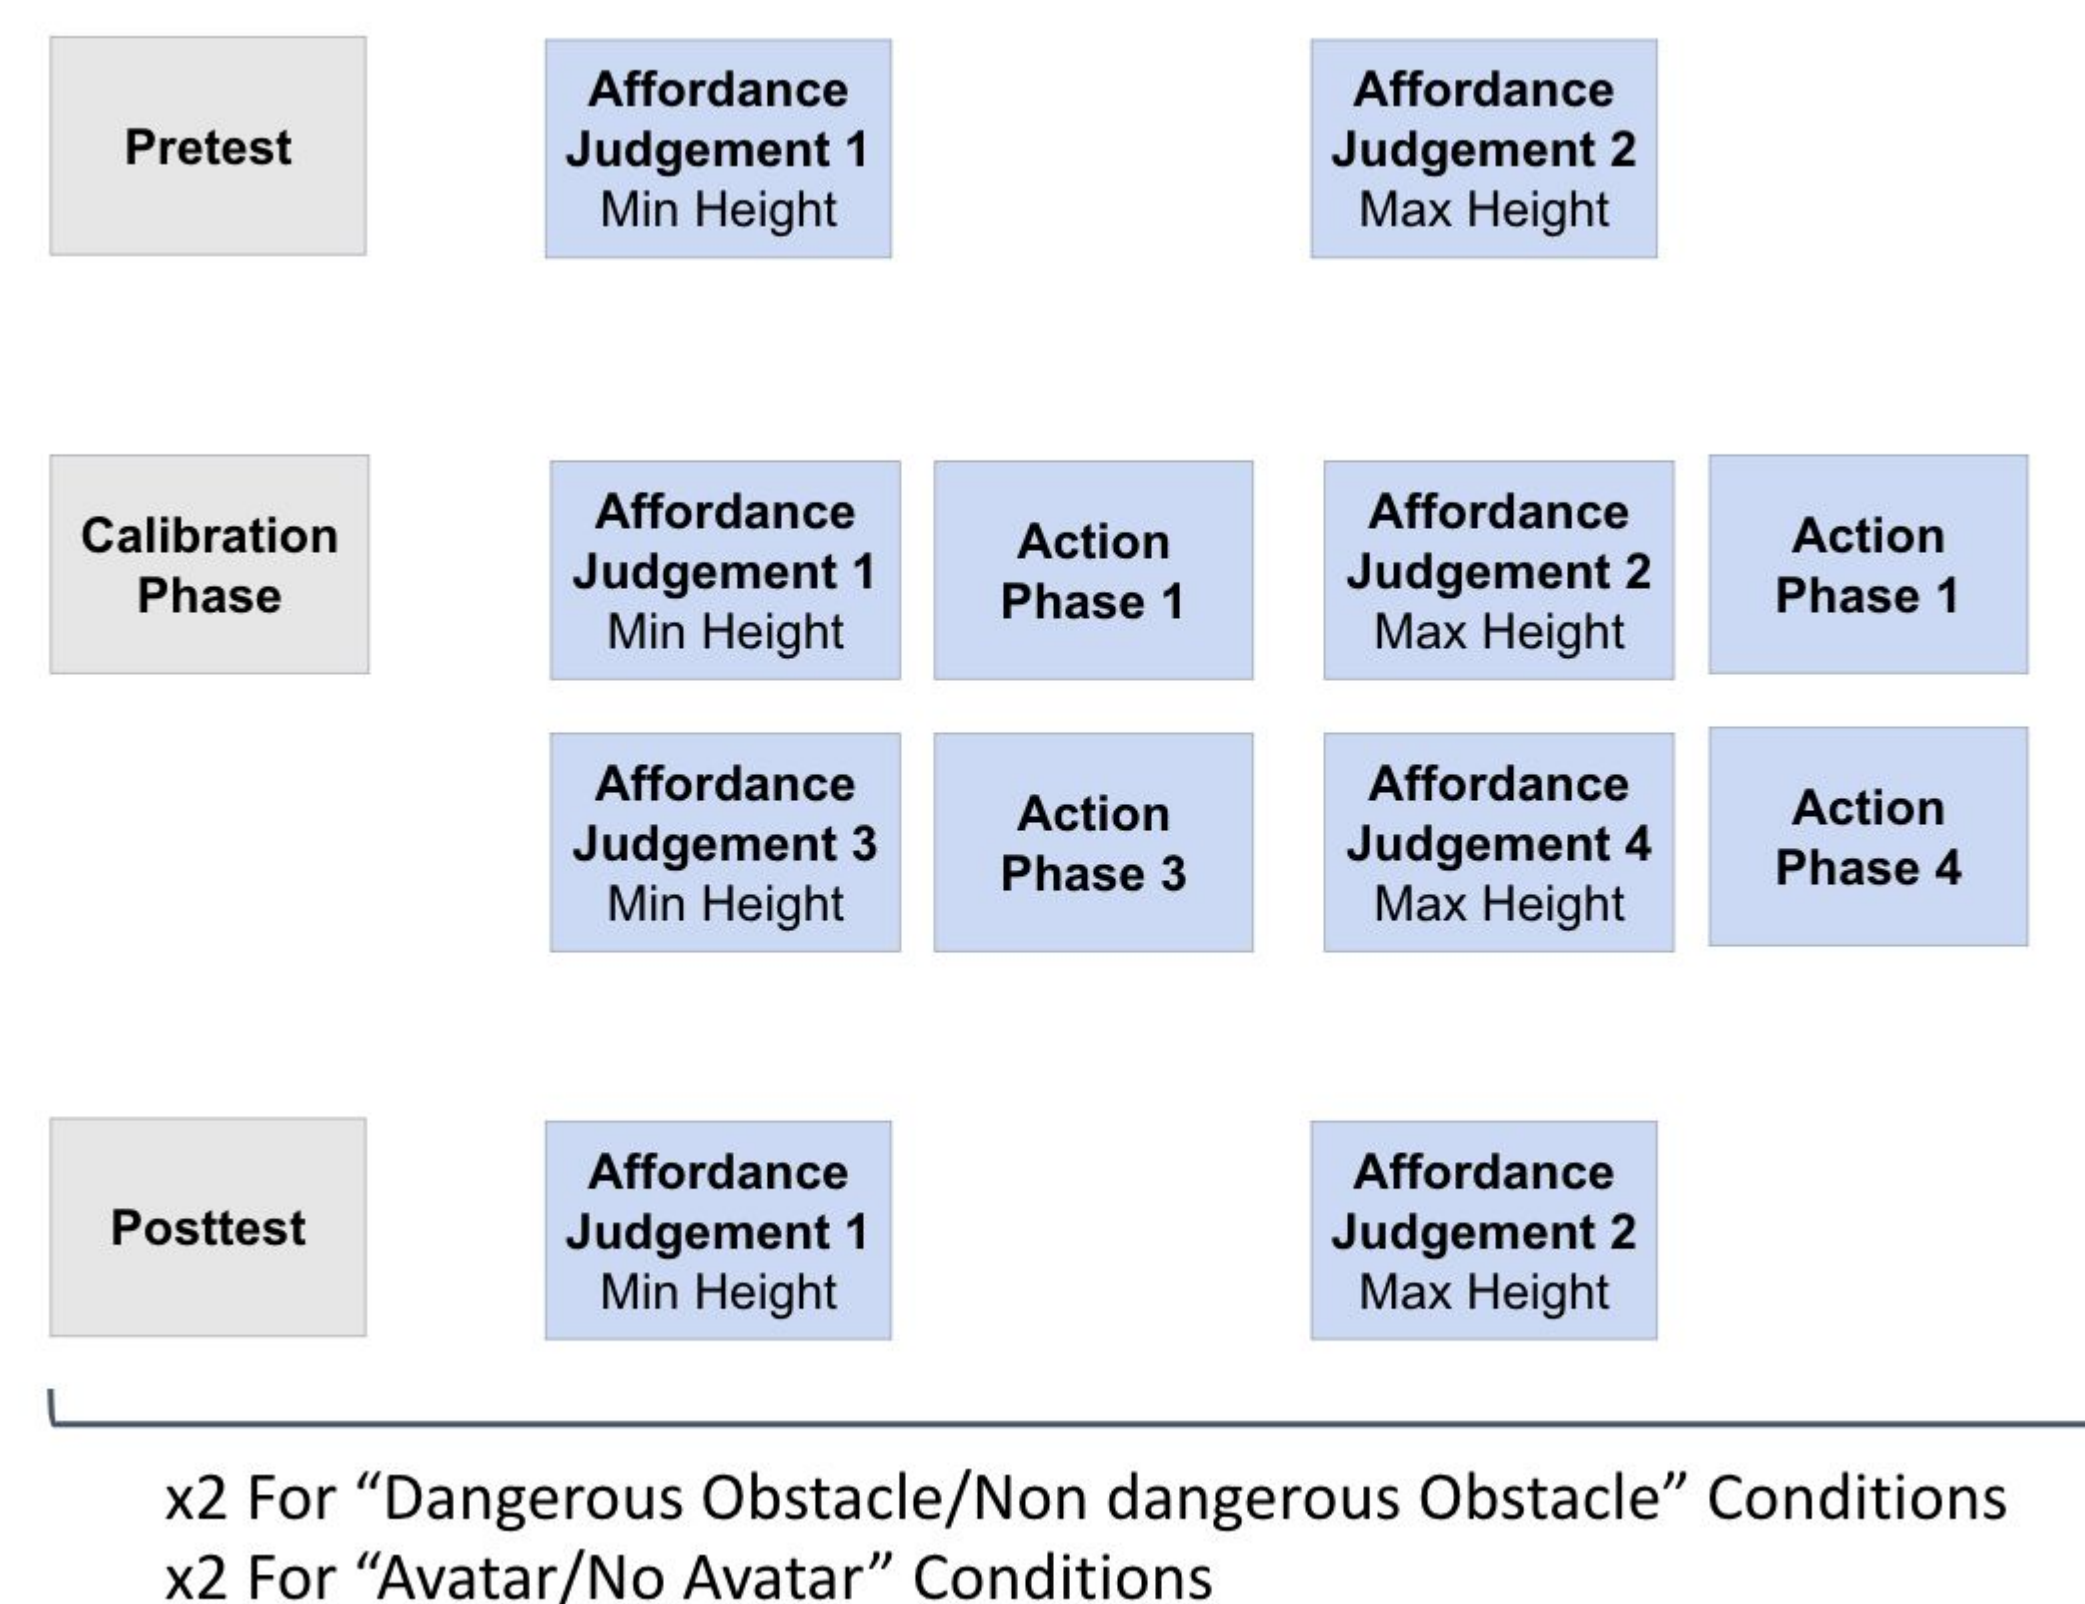 Pretest
Affordance
Judgement 1
Min Height
Affordance
Judgement 2
Max Height
Calibration
Phase
Affordance
Judgement 1
Min Height
Action
Phase 1
Affordance
Judgement 2
Max Height
Action
Phase 1
Affordance
Judgement 3
Min Height
Action
Phase 3
Affordance
Judgement 4
Max Height
Action
Phase 4
Posttest
Affordance
Judgement 1
Min Height
Affordance
Judgement 2
Max Height
x2 For “Dangerous Obstacle/Non dangerous Obstacle” Conditions
x2 For “Avatar/No Avatar” Conditions